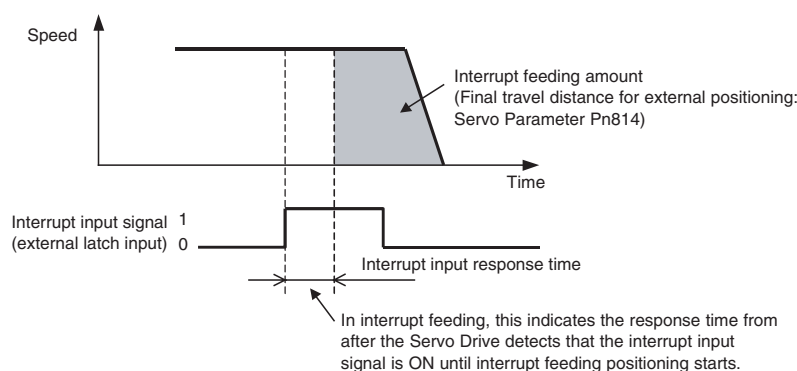 Speed
Interrupt feeding amount
(Final travel distance for external positioning:
Servo Parameter Pn814)
Time
Interrupt input signal 1
(external latch input) 0
Interrupt input response time
In interrupt feeding, this indicates the response time from
after the Servo Drive detects that the interrupt input
signal is ON until interrupt feeding positioning starts.